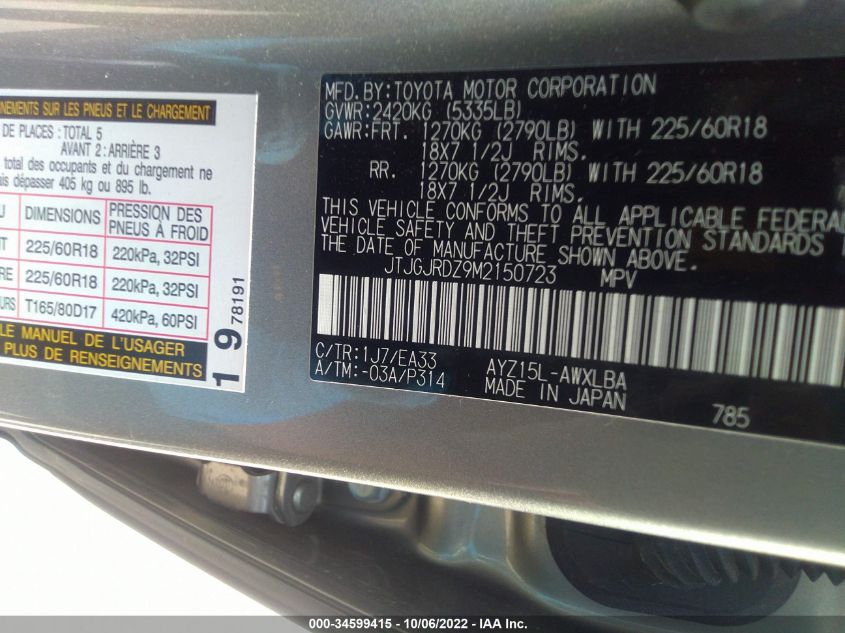 NEMENTS SUR LES PNEUS ET LE CHARGEMENT
DE PLACES: TOTAL 5
AVANT 2: ARRIÈRE 3
total des occupants et du chargement ne
ais dépasser 405 kg ou 895 lb.
U DIMENSIONS PRESSION DES PNEUS À FROID
NT 225/60R18 220kPa, 32PSI
RE 225/60R18 220kPa, 32PSI
URS T165/80D17 420kPa, 60PSI
LE MANUEL DE L'USAGER
PLUS DE RENSEIGNEMENTS
1 9 78191
MFD.BY:TOYOTA MOTOR CORPORATION
GVWR:2420KG (5335LB)
GAWR:FRT. 1270KG (2790LB) WITH 225/60R18
18X7 1/2J RIMS.
RR. 1270KG (2790LB) WITH 225/60R18
18X7 1/2J RIMS.
THIS VEHICLE CONFORMS TO ALL APPLICABLE FEDERAL
VEHICLE SAFETY AND THEFT PREVENTION STANDARDS
THE DATE OF MANUFACTURE SHOWN ABOVE.
JTJGJRDZ9M2150723 MPV
C/TR:1J7/EA33 AYZ15L-AWXLBA
A/TM:-03A/P314 MADE IN JAPAN 785
000-34599415 - 10/06/2022 - IAA Inc.